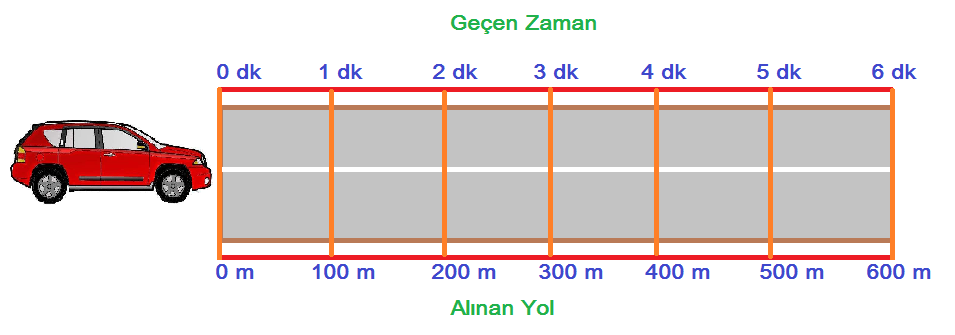 Geçen Zaman
0 dk 1 dk 2 dk 3 dk 4 dk 5 dk 6 dk
0 m 100 m 200 m 300 m 400 m 500 m 600 m
Alınan Yol